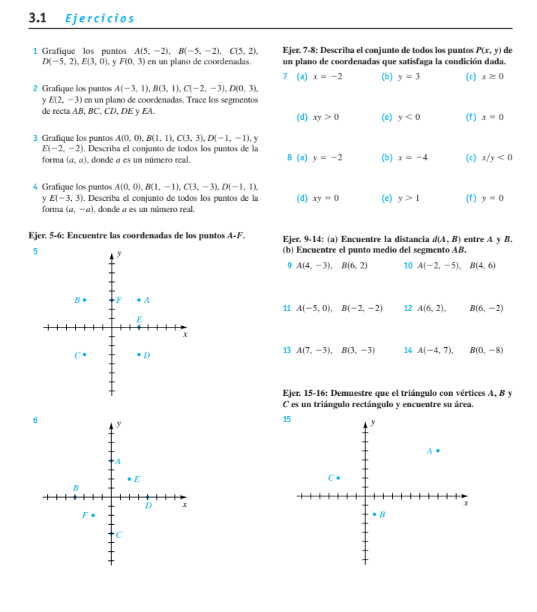 3.1 Ejercicios
1 Grafique los puntos A(5, −2), B(−5, −2), C(5, 2),
D(−5, 2), E(3, 0), y F(0, 3) en un plano de coordenadas.
2 Grafique los puntos A(−3, 1), B(3, 1), C(−2, −3), D(0, 3),
y E(2, −3) en un plano de coordenadas. Trace los segmentos
de recta AB, BC, CD, DE y EA.
3 Grafique los puntos A(0, 0), B(1, 1), C(3, 3), D(−1, −1), y
E(−2, −2). Describa el conjunto de todos los puntos de la
forma (a, a), donde a es un número real.
4 Grafique los puntos A(0, 0), B(1, −1), C(3, −3), D(−1, 1),
y E(−3, 3). Describa el conjunto de todos los puntos de la
forma (a, −a), donde a es un número real.
Ejer. 5-6: Encuentre las coordenadas de los puntos A-F.
5
y
B F A
E
x
C D
6
y
A
E
B
D x
F
C
Ejer. 7-8: Describa el conjunto de todos los puntos P(x, y) de
un plano de coordenadas que satisfaga la condición dada.
7 (a) x = −2 (b) y = 3 (c) x ≥ 0
(d) xy > 0 (e) y < 0 (f) x = 0
8 (a) y = −2 (b) x = −4 (c) x/y < 0
(d) xy = 0 (e) y > 1 (f) y = 0
Ejer. 9-14: (a) Encuentre la distancia d(A, B) entre A y B.
(b) Encuentre el punto medio del segmento AB.
9 A(4, −3), B(6, 2) 10 A(−2, −5), B(4, 6)
11 A(−5, 0), B(−2, −2) 12 A(6, 2), B(6, −2)
13 A(7, −3), B(3, −3) 14 A(−4, 7), B(0, −8)
Ejer. 15-16: Demuestre que el triángulo con vértices A, B y
C es un triángulo rectángulo y encuentre su área.
15
y
A
C
x
B